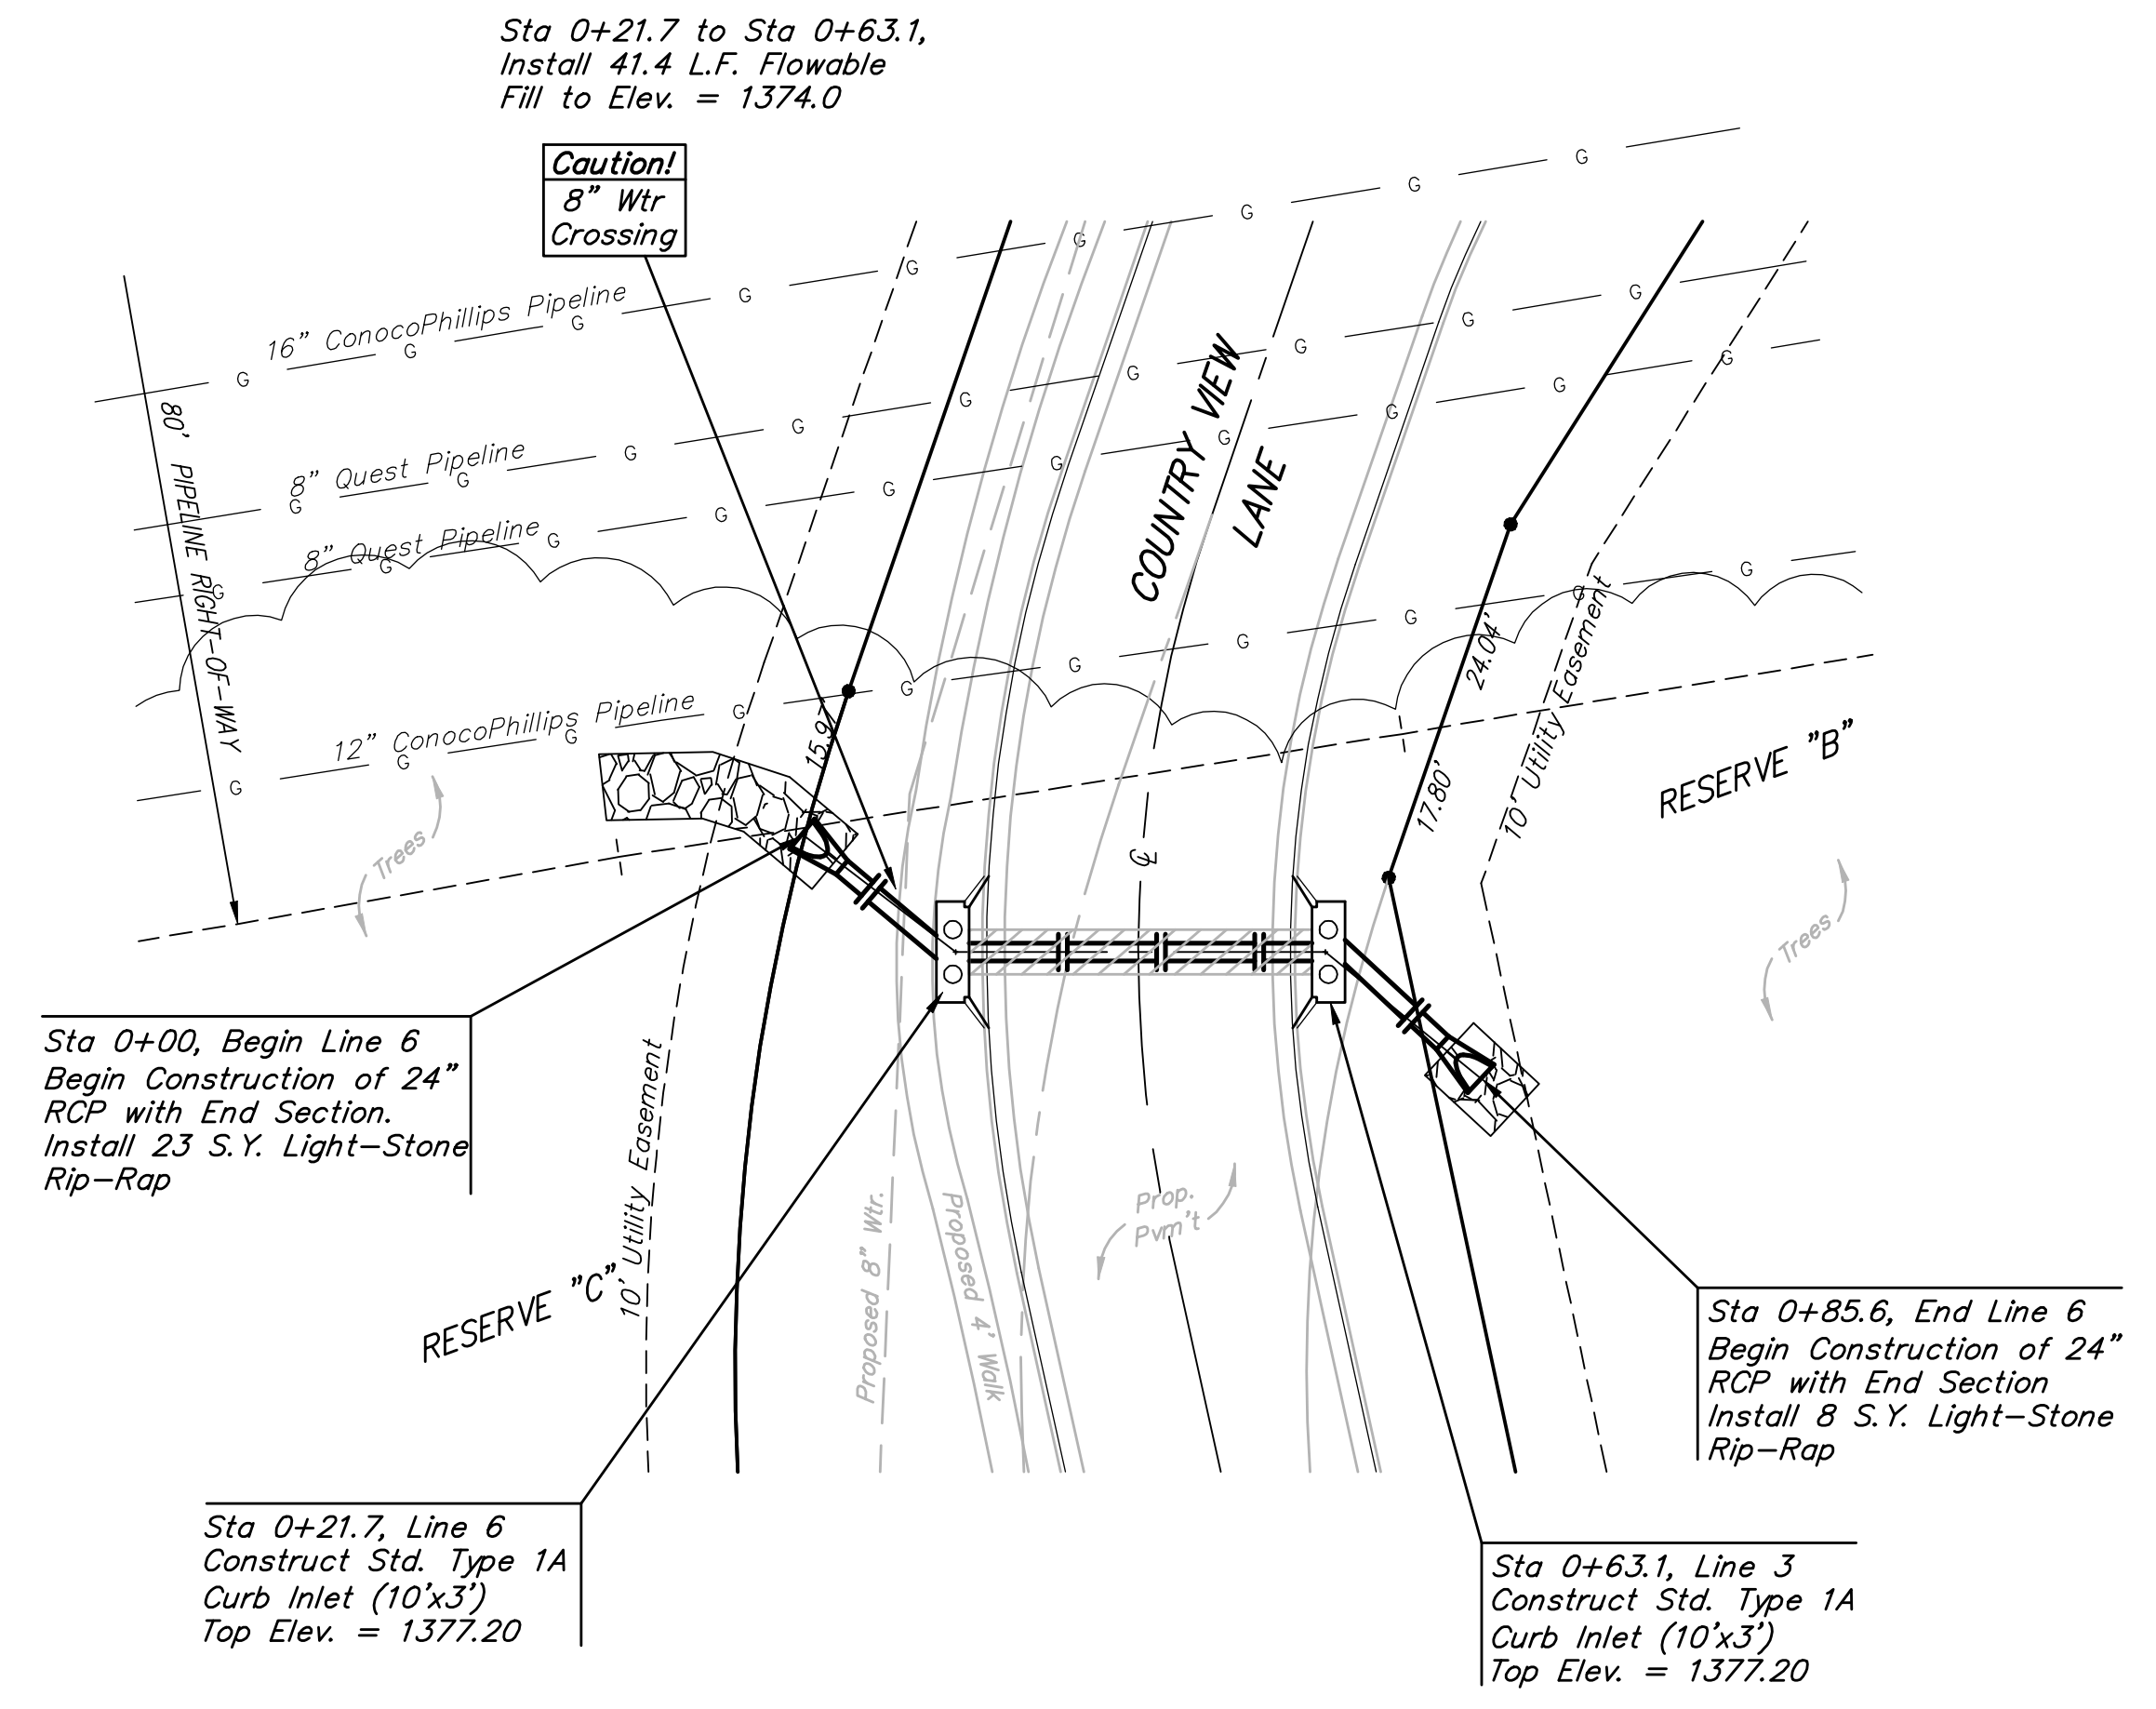 Sta 0+21.7 to Sta 0+63.1,
Install 41.4 L.F. Flowable
Fill to Elev. = 1374.0
Caution!
8" Wtr
Crossing
16" ConocoPhillips Pipeline
G G G G G G G G G
80' PIPELINE RIGHT-OF-WAY
8" Quest Pipeline
G G G G G G G G G
8" Quest Pipeline
G G G G G G G G G G
12" ConocoPhillips Pipeline
G G G G G G G G G G
COUNTRY VIEW
LANE
15.97'
24.04'
17.80'
10' Utility Easement
RESERVE "B"
Trees
Trees
℄
Sta 0+00, Begin Line 6
Begin Construction of 24"
RCP with End Section.
Install 23 S.Y. Light-Stone
Rip-Rap
10' Utility Easement
RESERVE "C"
Proposed 8" Wtr.
Proposed 4' Walk
Prop.
Pvm't
Sta 0+85.6, End Line 6
Begin Construction of 24"
RCP with End Section
Install 8 S.Y. Light-Stone
Rip-Rap
Sta 0+21.7, Line 6
Construct Std. Type 1A
Curb Inlet (10'x3')
Top Elev. = 1377.20
Sta 0+63.1, Line 3
Construct Std. Type 1A
Curb Inlet (10'x3')
Top Elev. = 1377.20